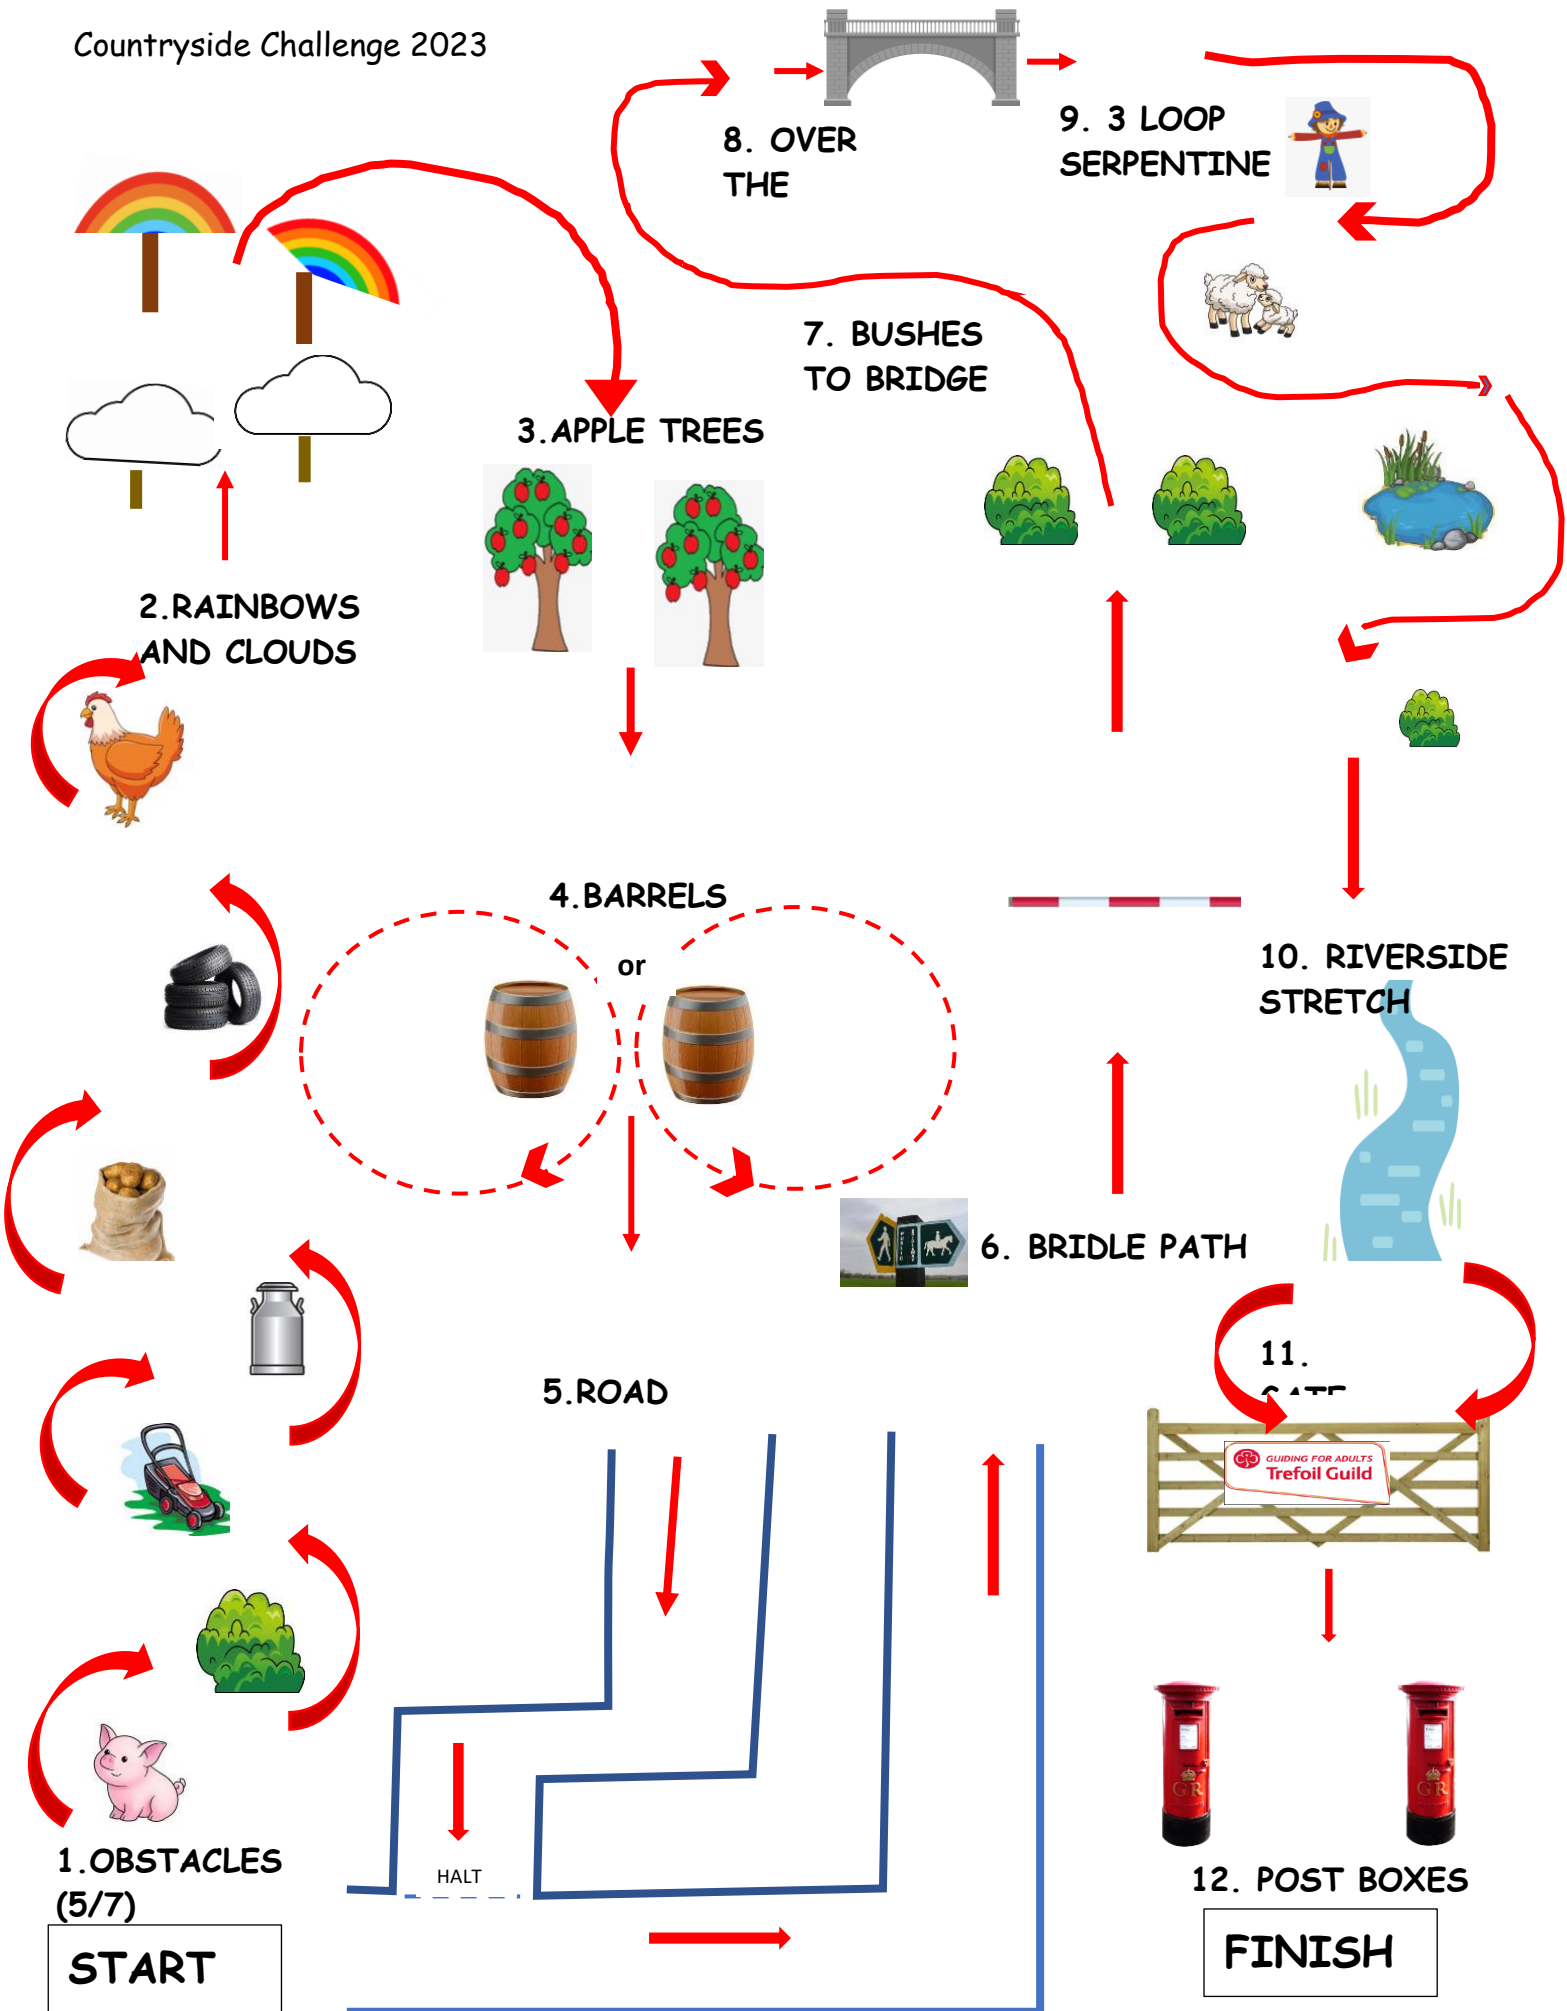 Countryside Challenge 2023
8. OVER
THE
9. 3 LOOP
SERPENTINE
7. BUSHES
TO BRIDGE
3.APPLE TREES
2.RAINBOWS
AND CLOUDS
4.BARRELS
or
10. RIVERSIDE
STRETCH
6. BRIDLE PATH
11.
5.ROAD
GUIDING FOR ADULTS
Trefoil Guild
GR
GR
1.OBSTACLES
(5/7)
HALT
12. POST BOXES
START
FINISH